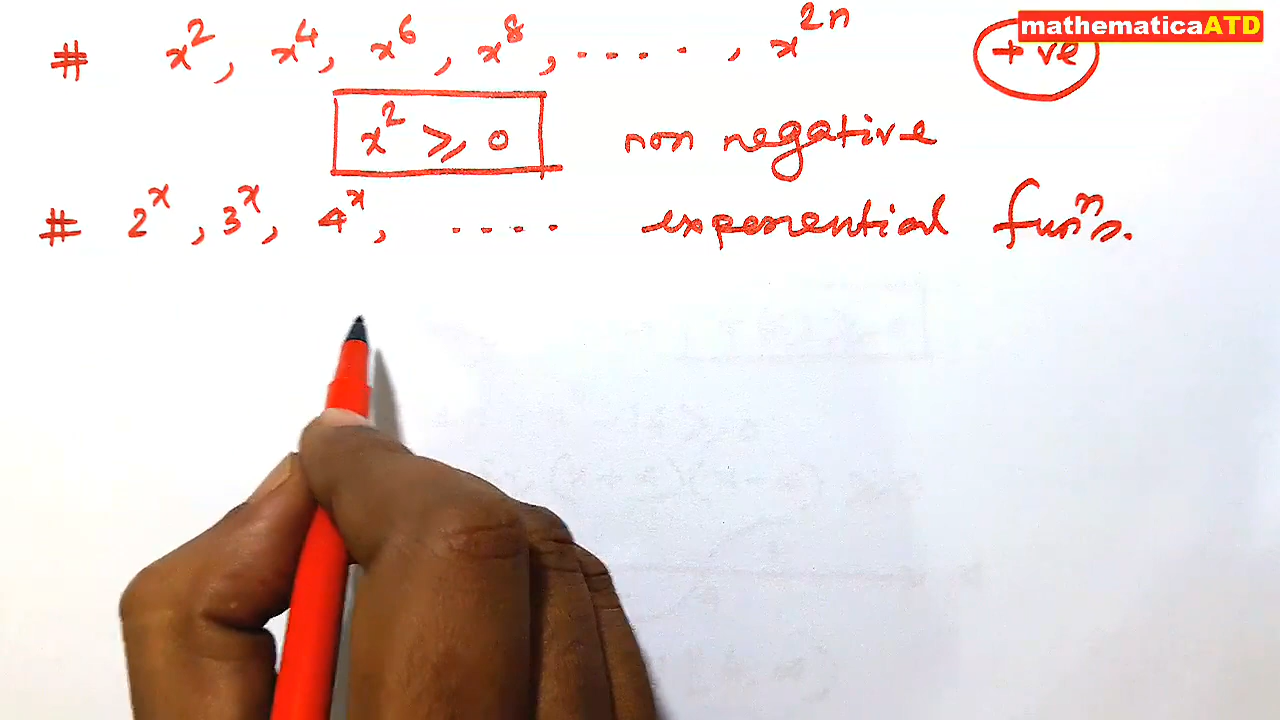 # x², x⁴, x⁶, x⁸, ....., x²ⁿ +ve
mathematicaATD
x² ≥ 0 non negative
# 2ˣ, 3ˣ, 4ˣ, .... exponential funⁿs.